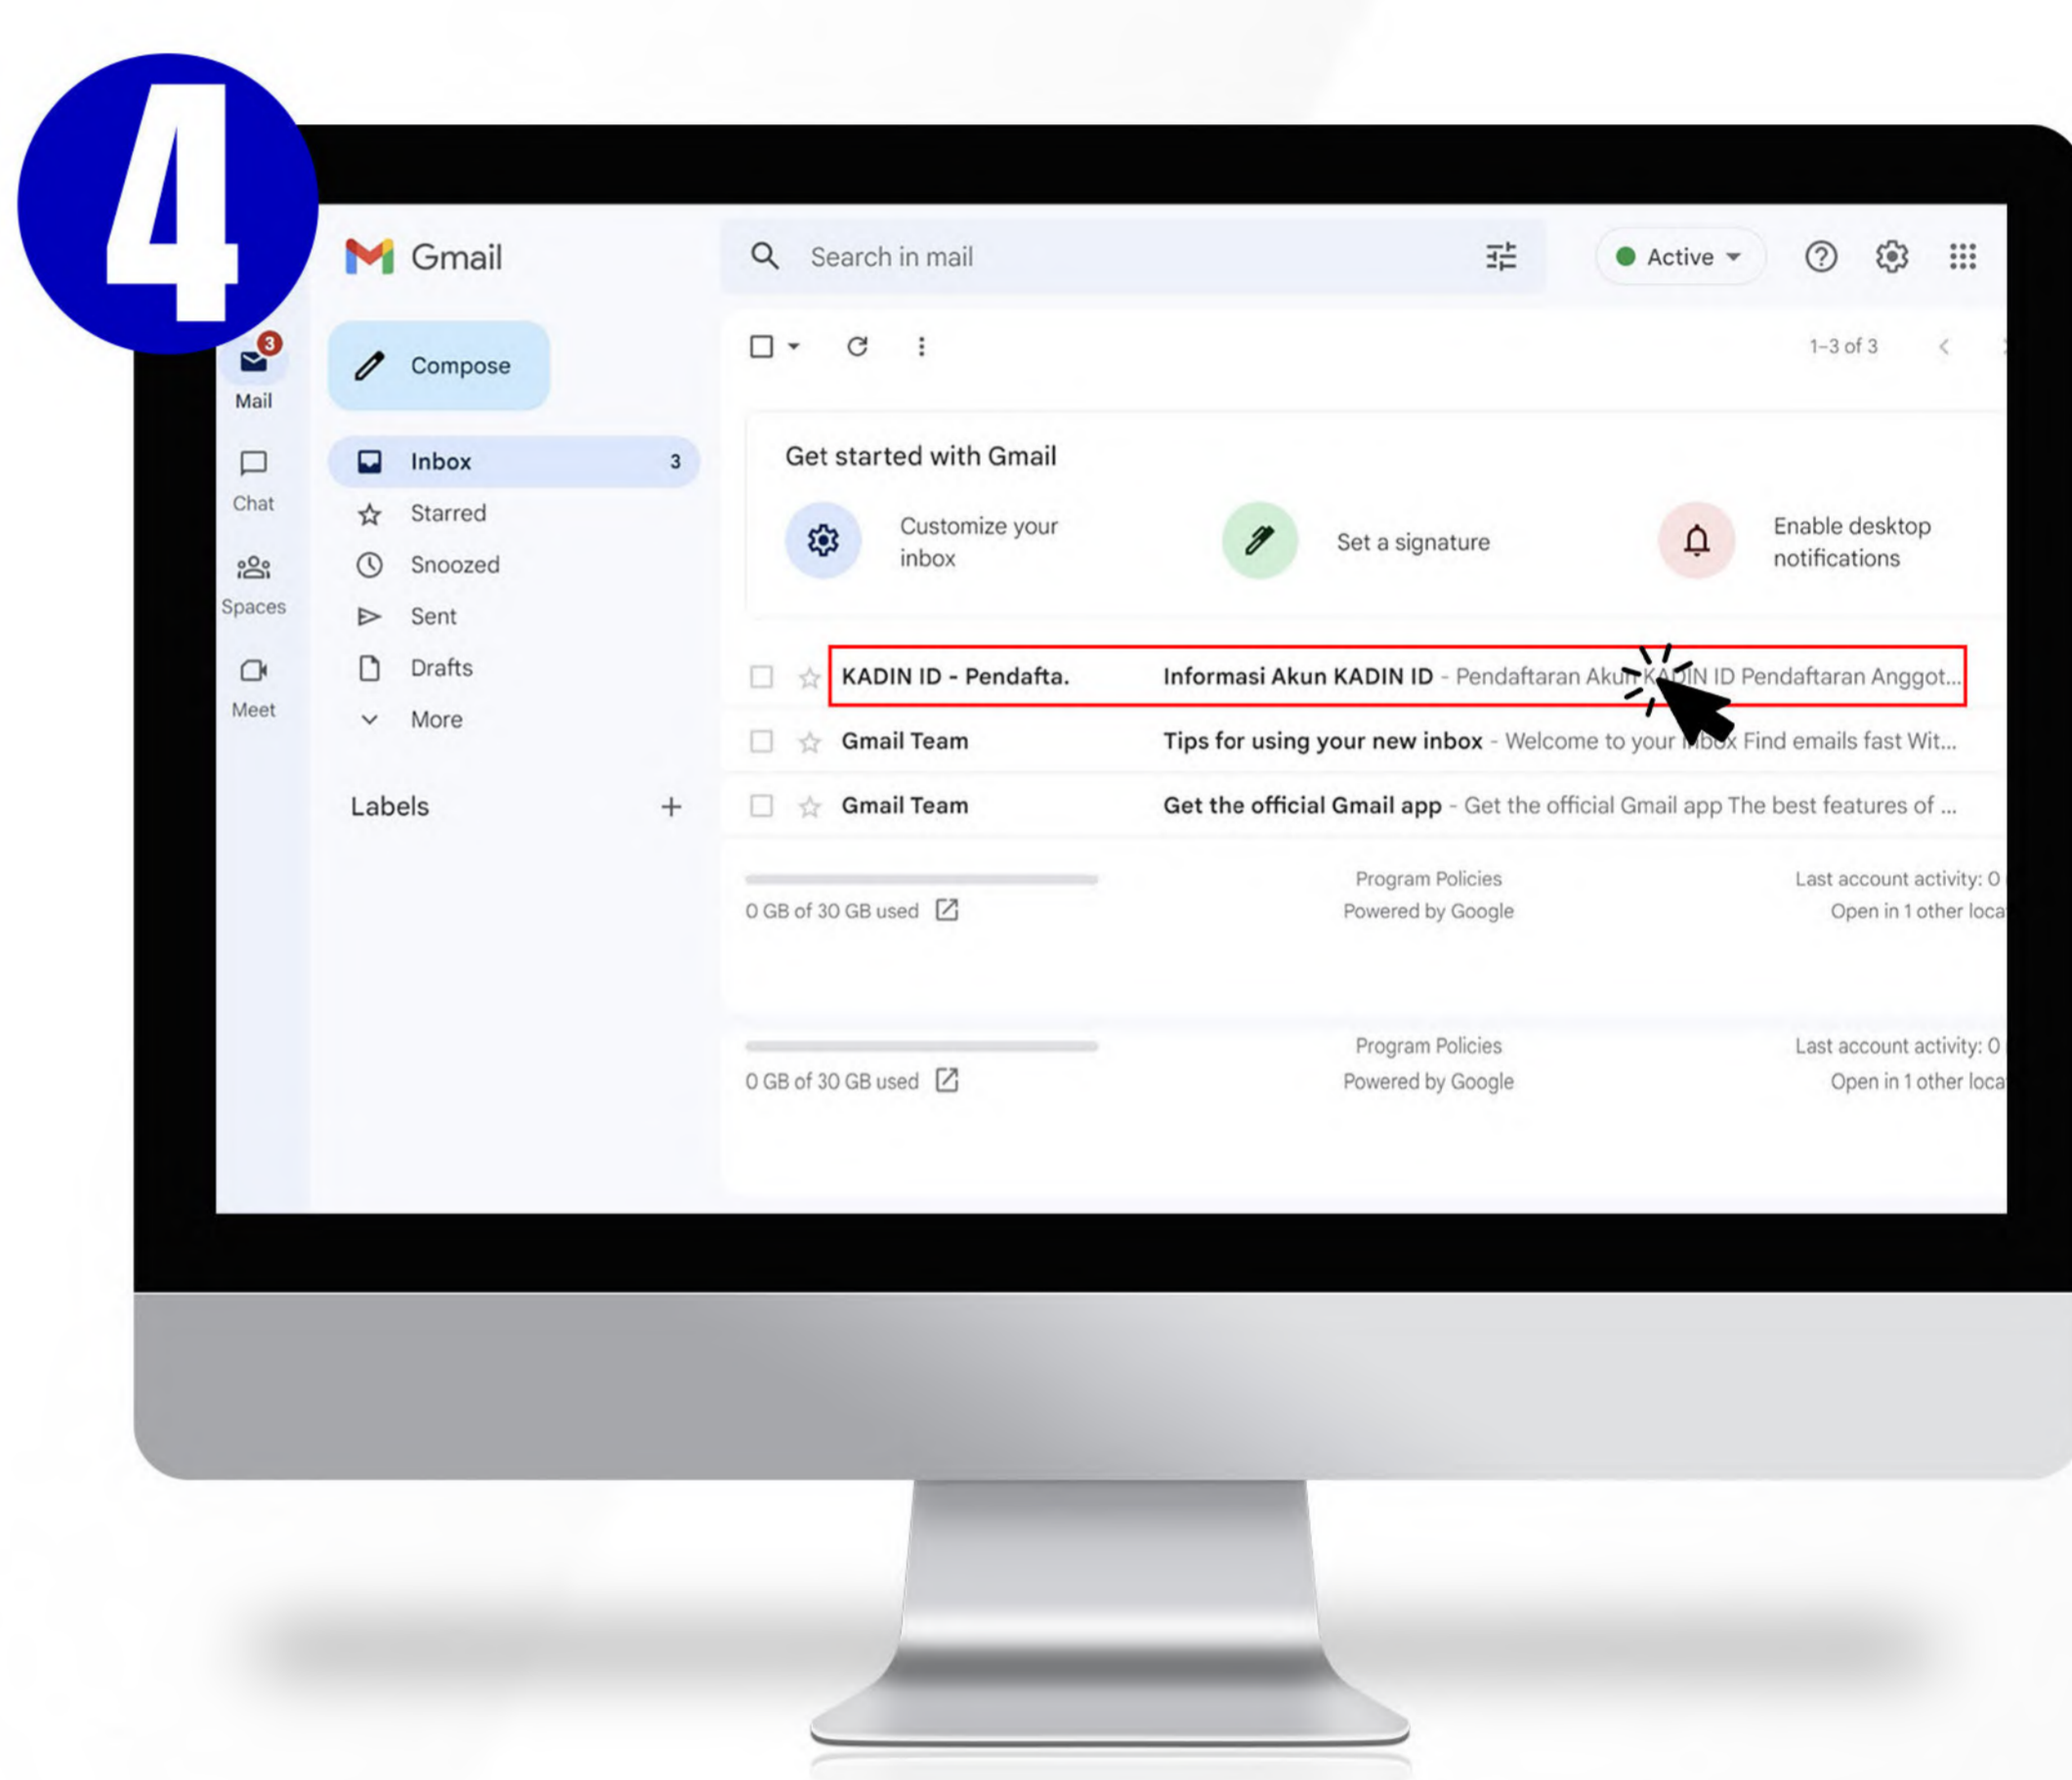 4
Gmail
Search in mail
Active
3
Mail
Compose
1–3 of 3
Inbox 3
Get started with Gmail
Chat
Starred
Customize your
inbox
Set a signature
Enable desktop
notifications
Snoozed
Spaces
Sent
Drafts
KADIN ID - Pendafta. Informasi Akun KADIN ID - Pendaftaran Akun KADIN ID Pendaftaran Anggot...
Meet
More
Gmail Team Tips for using your new inbox - Welcome to your inbox Find emails fast Wit...
Labels
Gmail Team Get the official Gmail app - Get the official Gmail app The best features of ...
Program Policies
Last account activity: 0
0 GB of 30 GB used
Powered by Google
Open in 1 other loca
Program Policies
Last account activity: 0
0 GB of 30 GB used
Powered by Google
Open in 1 other loca